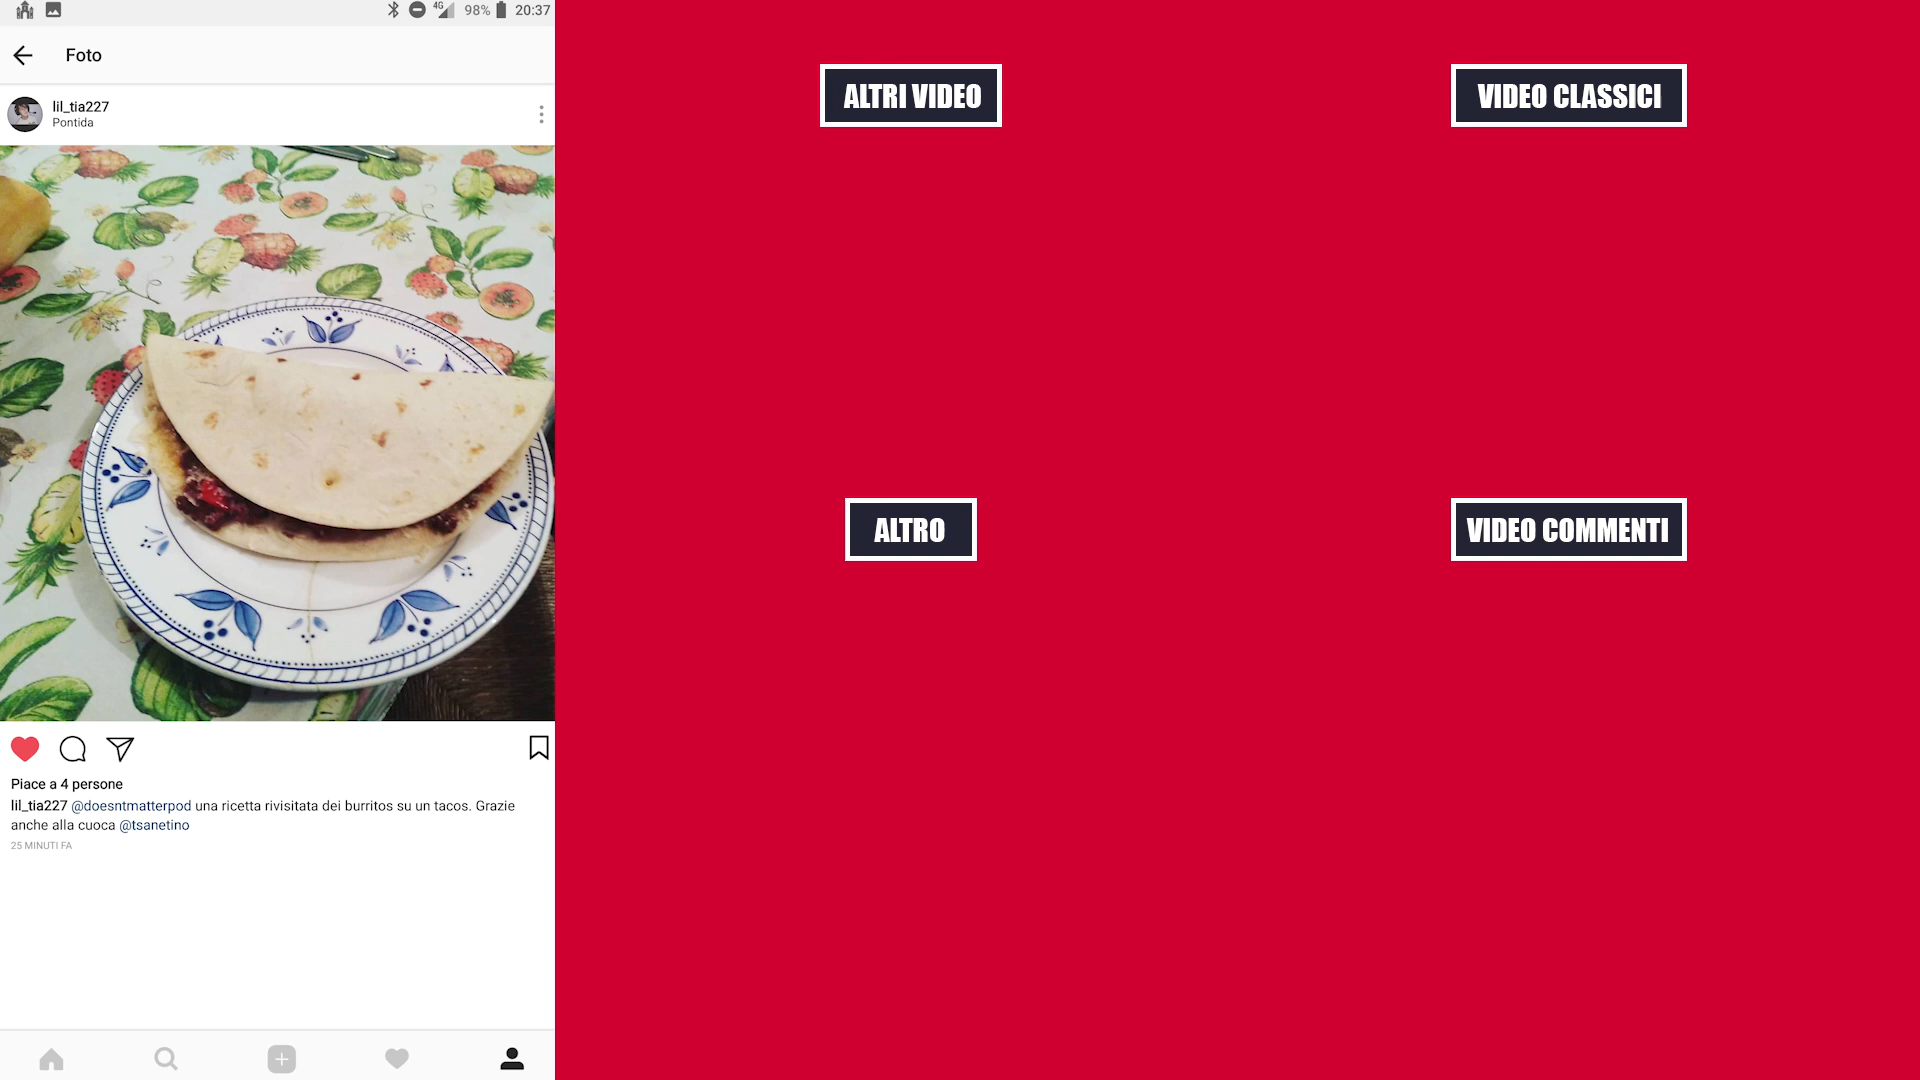 4G 98% 20:37
Foto
lil_tia227
Pontida
Piace a 4 persone
lil_tia227 @doesntmatterpod una ricetta rivisitata dei burritos su un tacos. Grazie
anche alla cuoca @tsanetino
25 MINUTI FA
ALTRI VIDEO
VIDEO CLASSICI
ALTRO
VIDEO COMMENTI